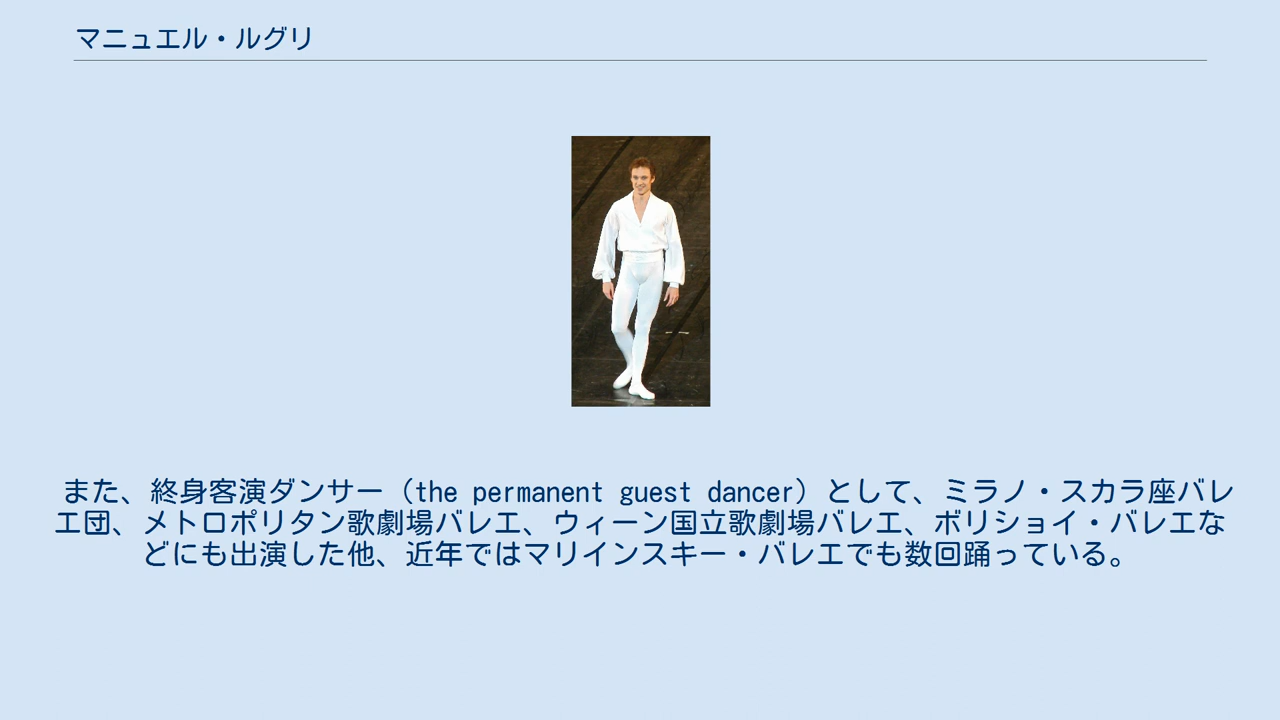 マニュエル・ルグリ
また、終身客演ダンサー（the permanent guest dancer）として、ミラノ・スカラ座バレ
エ団、メトロポリタン歌劇場バレエ、ウィーン国立歌劇場バレエ、ボリショイ・バレエな
どにも出演した他、近年ではマリインスキー・バレエでも数回踊っている。